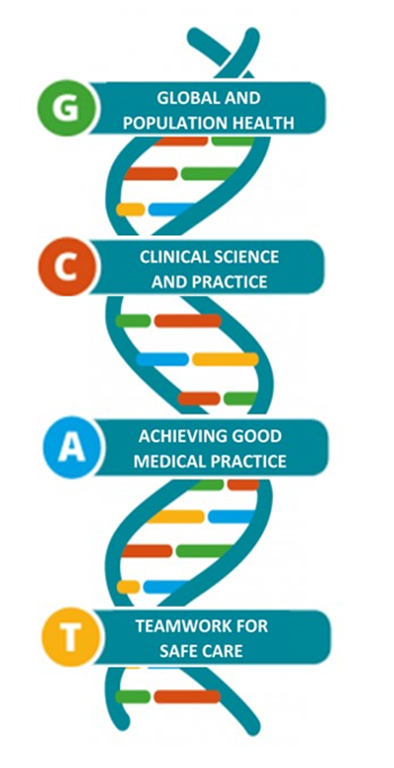 G
GLOBAL AND
POPULATION HEALTH
C
CLINICAL SCIENCE
AND PRACTICE
A
ACHIEVING GOOD
MEDICAL PRACTICE
T
TEAMWORK FOR
SAFE CARE